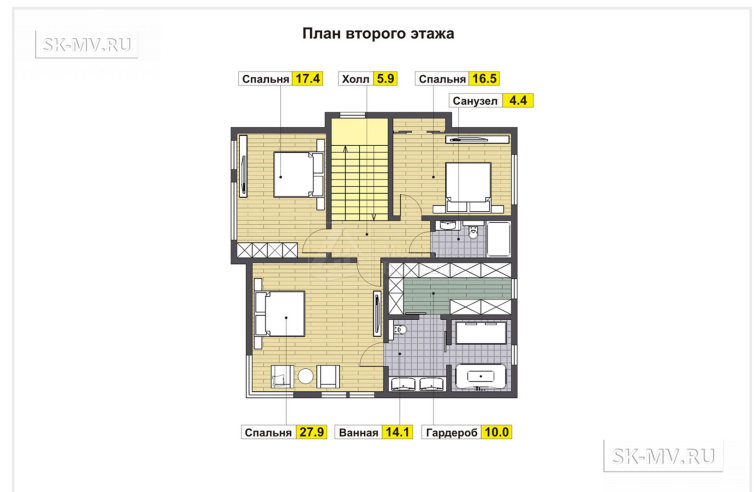 План второго этажа
SK-MV.RU
Спальня 17.4
Холл 5.9
Спальня 16.5
Санузел 4.4
Спальня 27.9
Ванная 14.1
Гардероб 10.0
SK-MV.RU